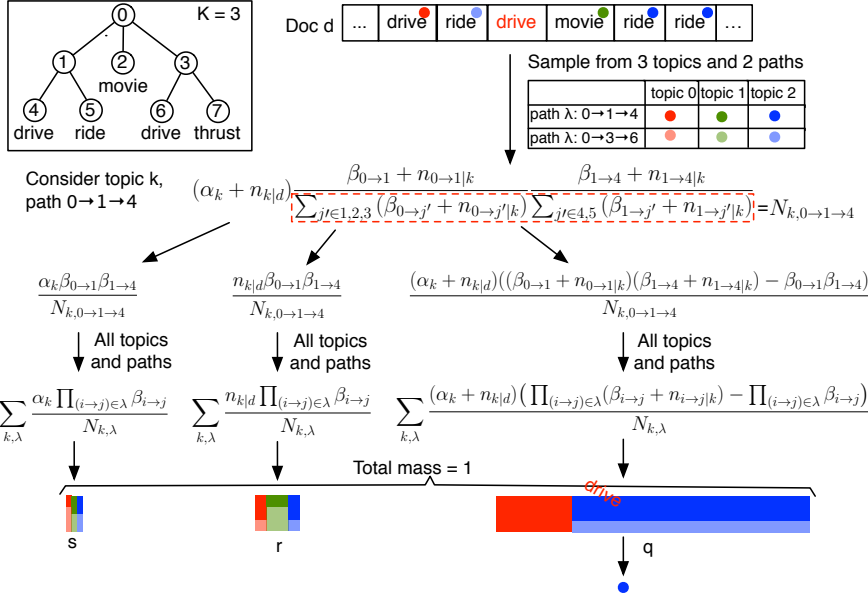 0 K = 3
1 2 3
movie
4 5 6 7
drive ride drive thrust
Doc d ... drive ride drive movie ride ride ...
Sample from 3 topics and 2 paths
topic 0 topic 1 topic 2
path λ: 0→1→4
path λ: 0→3→6
Consider topic k,
path 0→1→4
(α_k + n_{k|d}) \frac{β_{0→1} + n_{0→1|k}}{∑_{j′∈1,2,3} (β_{0→j′} + n_{0→j′|k})} \frac{β_{1→4} + n_{1→4|k}}{∑_{j′∈4,5} (β_{1→j′} + n_{1→j′|k})} = N_{k,0→1→4}
\frac{α_k β_{0→1} β_{1→4}}{N_{k,0→1→4}} \frac{n_{k|d} β_{0→1} β_{1→4}}{N_{k,0→1→4}} \frac{(α_k + n_{k|d})((β_{0→1} + n_{0→1|k})(β_{1→4} + n_{1→4|k}) − β_{0→1} β_{1→4})}{N_{k,0→1→4}}
All topics All topics All topics
and paths and paths and paths
∑_{k,λ} \frac{α_k ∏_{(i→j)∈λ} β_{i→j}}{N_{k,λ}} ∑_{k,λ} \frac{n_{k|d} ∏_{(i→j)∈λ} β_{i→j}}{N_{k,λ}} ∑_{k,λ} \frac{(α_k + n_{k|d})(∏_{(i→j)∈λ} (β_{i→j} + n_{i→j|k}) − ∏_{(i→j)∈λ} β_{i→j})}{N_{k,λ}}
Total mass = 1
drive
s r q